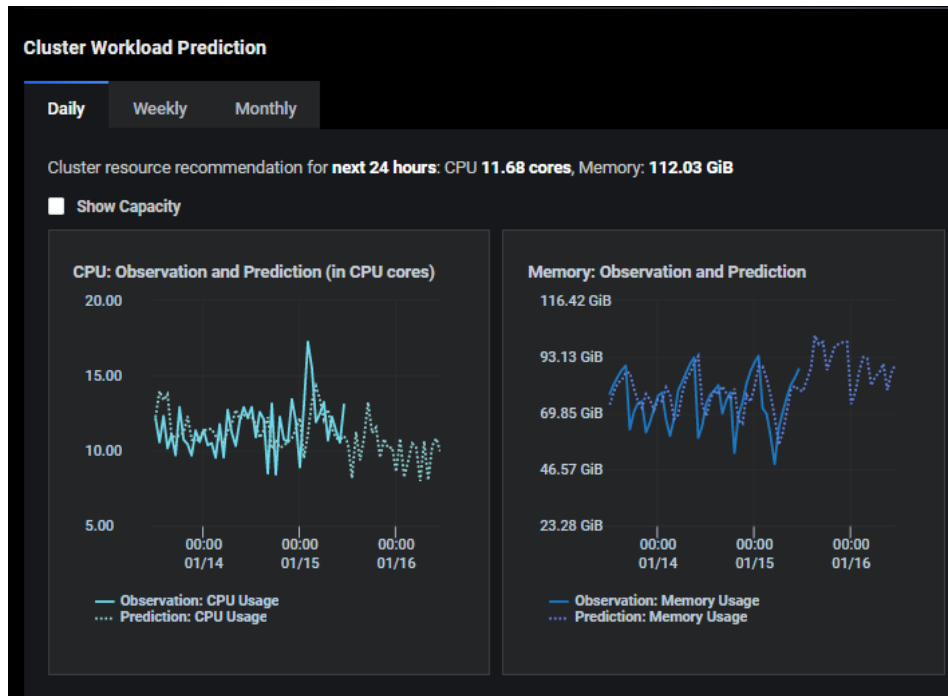 Cluster Workload Prediction
Daily Weekly Monthly
Cluster resource recommendation for next 24 hours: CPU 11.68 cores, Memory: 112.03 GiB
Show Capacity
CPU: Observation and Prediction (in CPU cores)
20.00
15.00
10.00
5.00
00:00 00:00 00:00
01/14 01/15 01/16
Observation: CPU Usage
Prediction: CPU Usage
Memory: Observation and Prediction
116.42 GiB
93.13 GiB
69.85 GiB
46.57 GiB
23.28 GiB
00:00 00:00 00:00
01/14 01/15 01/16
Observation: Memory Usage
Prediction: Memory Usage